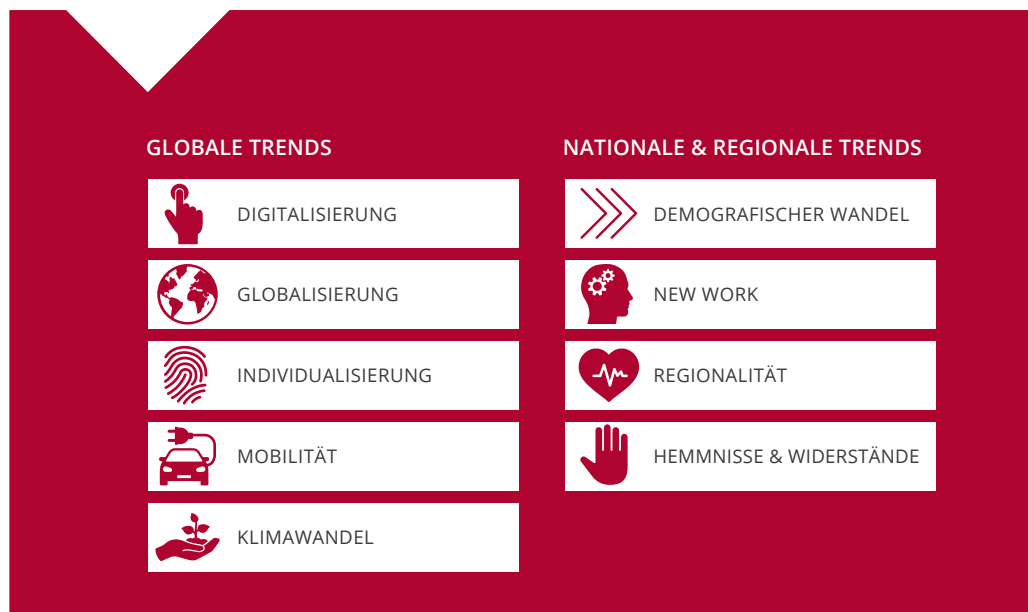 GLOBALE TRENDS
DIGITALISIERUNG
GLOBALISIERUNG
INDIVIDUALISIERUNG
MOBILITÄT
KLIMAWANDEL
NATIONALE & REGIONALE TRENDS
DEMOGRAFISCHER WANDEL
NEW WORK
REGIONALITÄT
HEMMNISSE & WIDERSTÄNDE